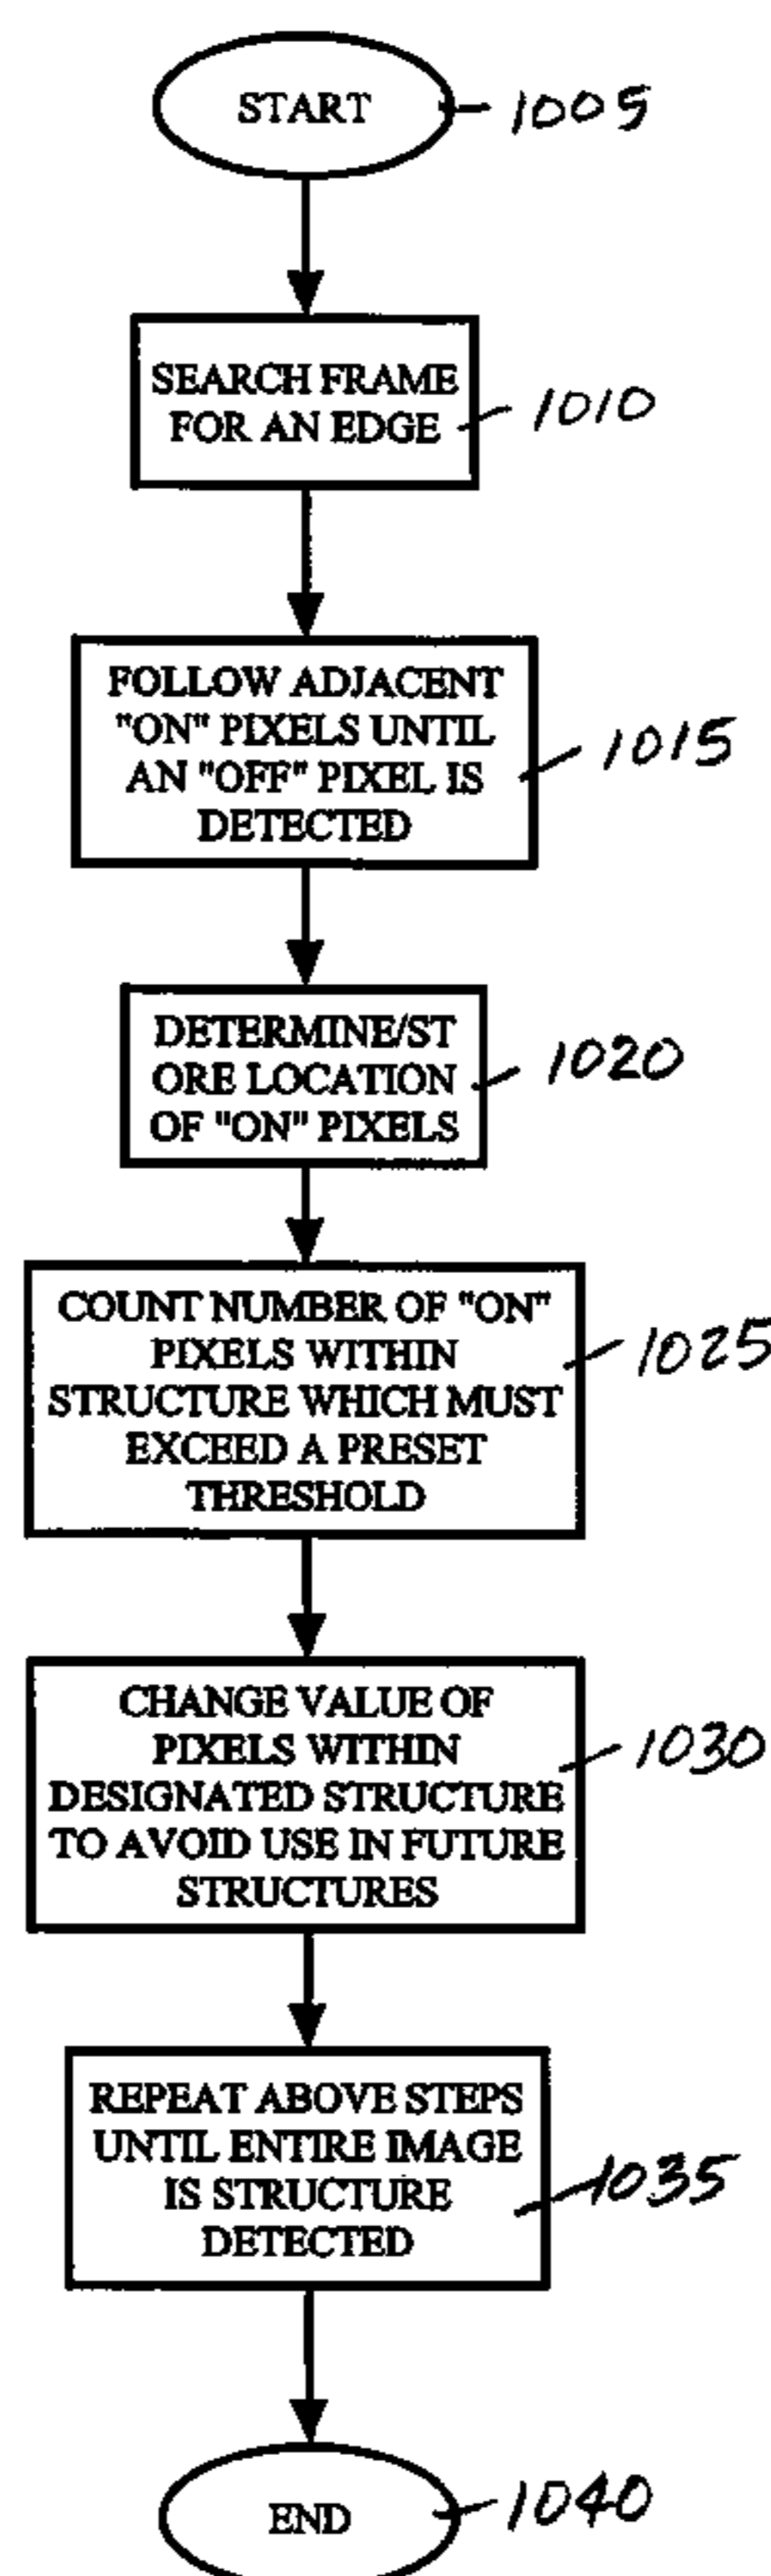 START
1005
SEARCH FRAME
FOR AN EDGE
1010
FOLLOW ADJACENT
"ON" PIXELS UNTIL
AN "OFF" PIXEL IS
DETECTED
1015
DETERMINE/ST
ORE LOCATION
OF "ON" PIXELS
1020
COUNT NUMBER OF "ON"
PIXELS WITHIN
STRUCTURE WHICH MUST
EXCEED A PRESET
THRESHOLD
1025
CHANGE VALUE OF
PIXELS WITHIN
DESIGNATED STRUCTURE
TO AVOID USE IN FUTURE
STRUCTURES
1030
REPEAT ABOVE STEPS
UNTIL ENTIRE IMAGE
IS STRUCTURE
DETECTED
1035
END
1040